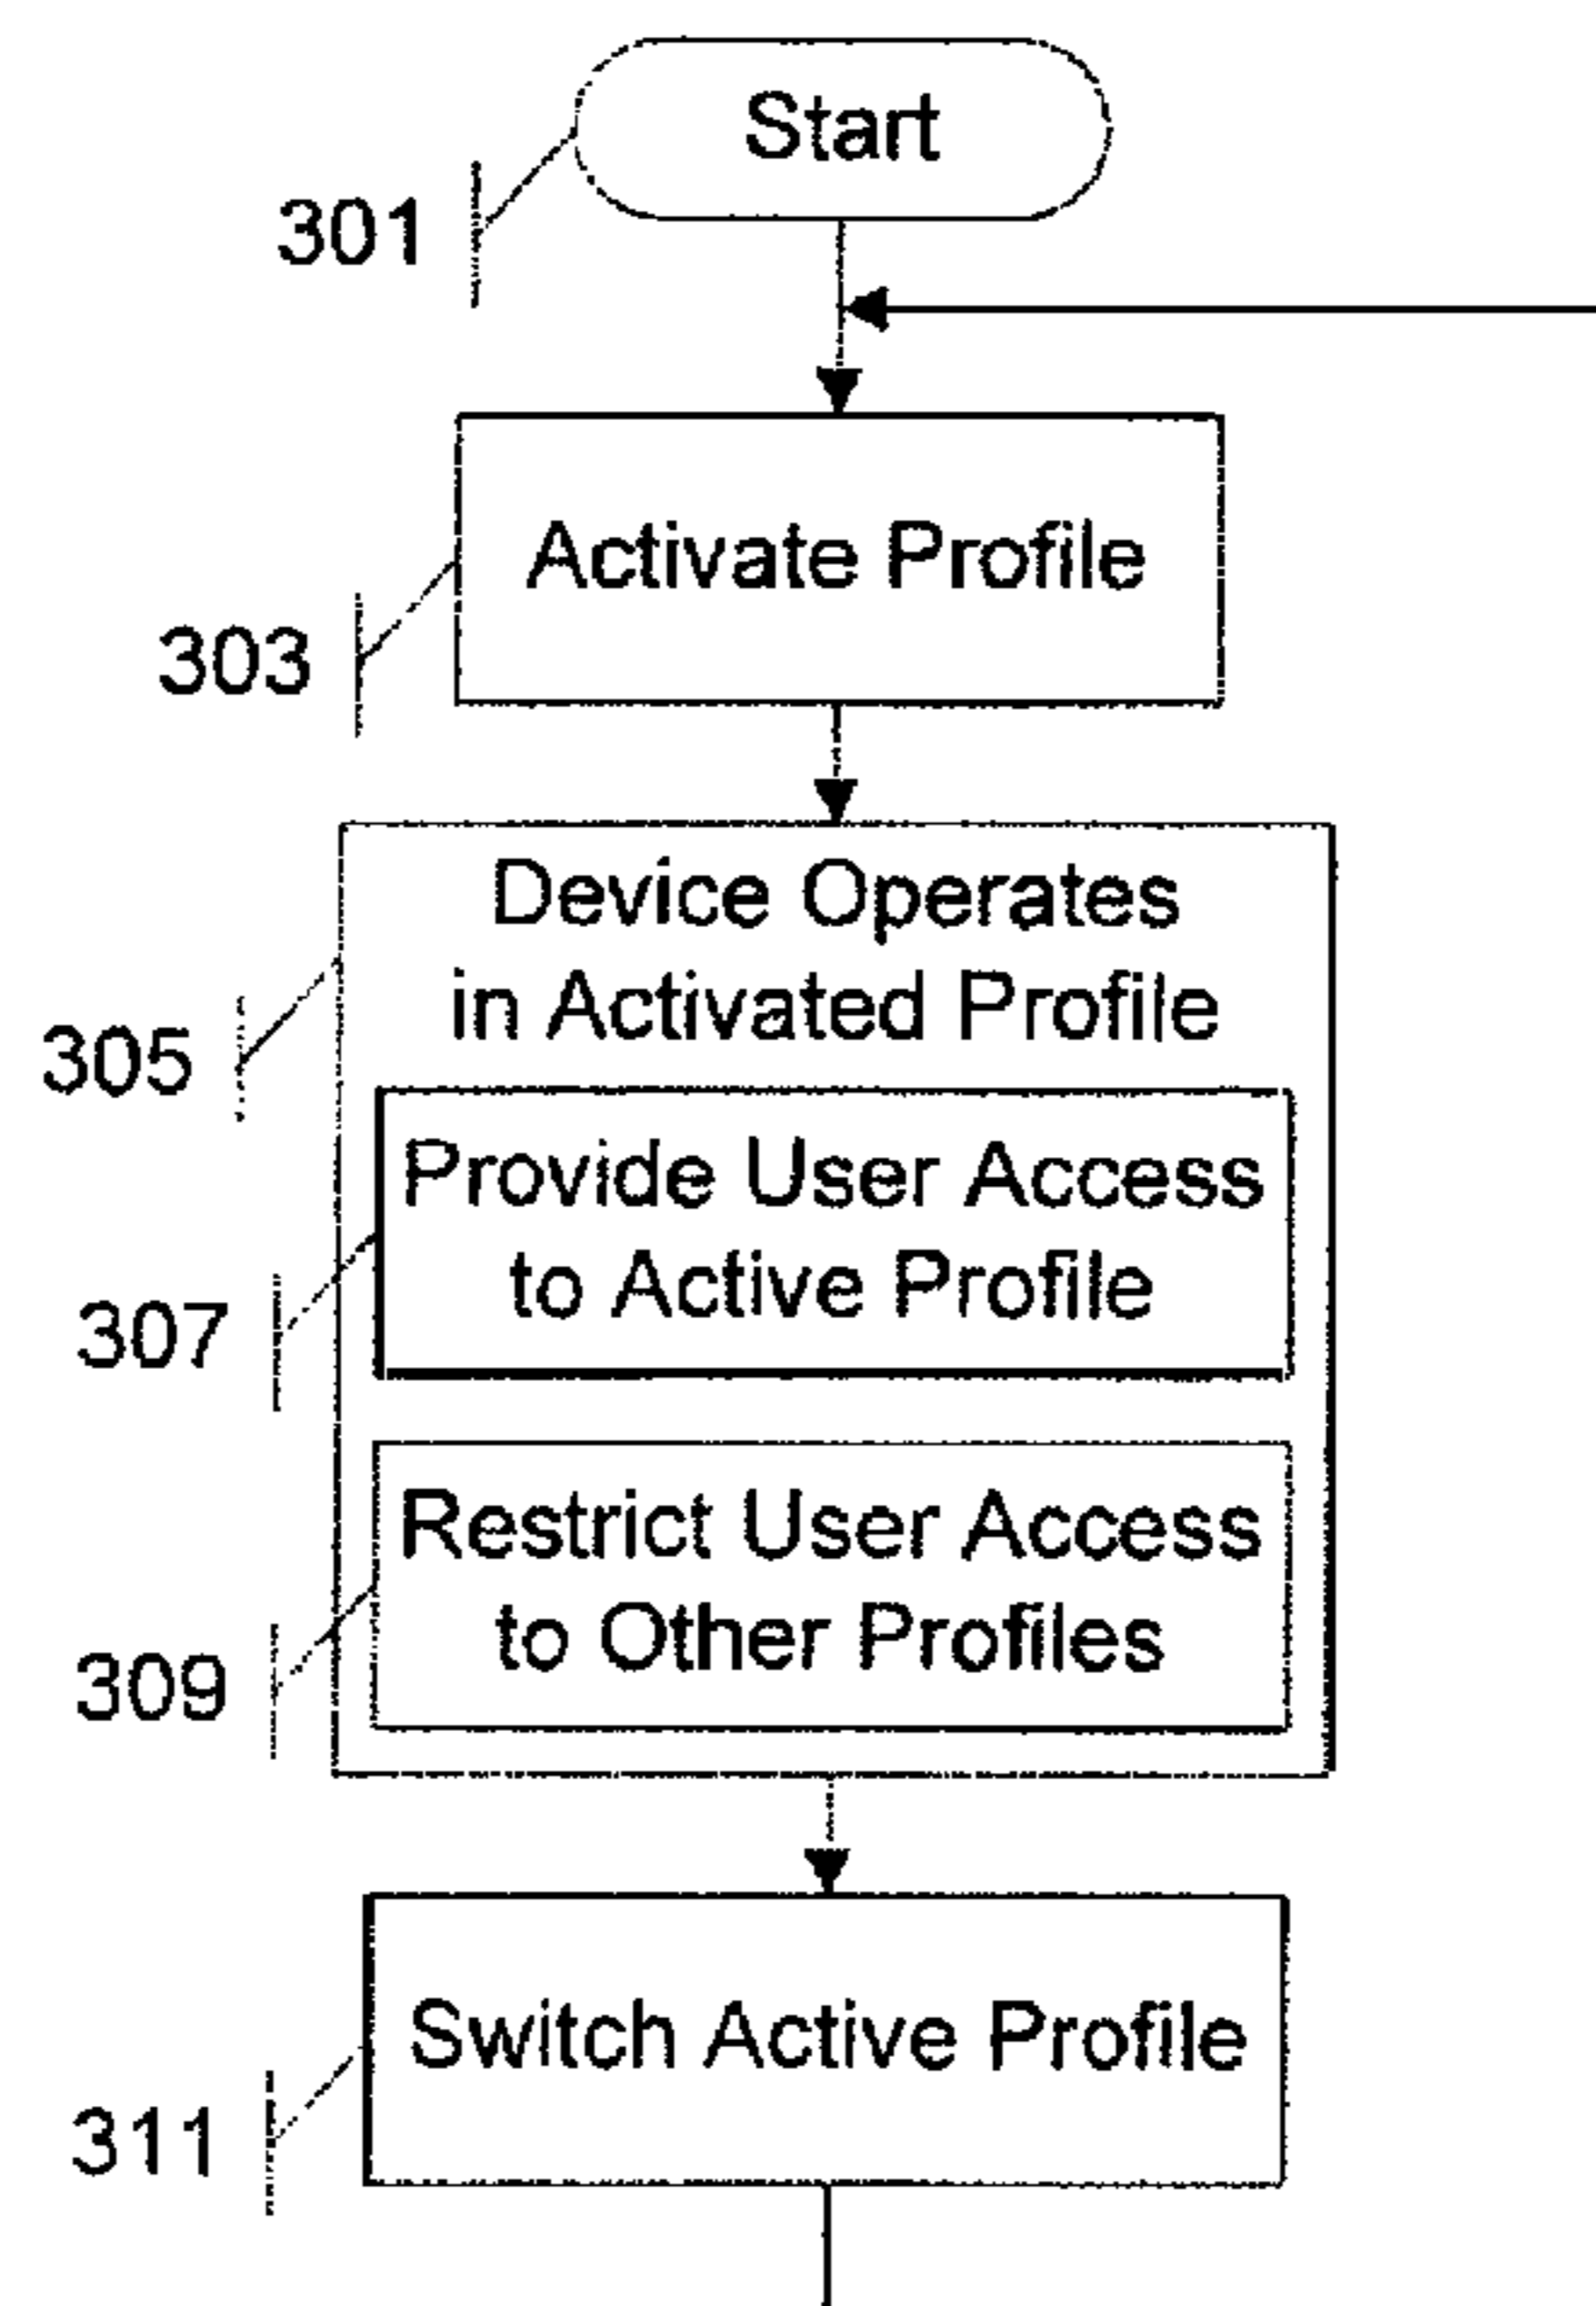 Start
301
Activate Profile
303
Device Operates
in Activated Profile
305
Provide User Access
to Active Profile
307
Restrict User Access
to Other Profiles
309
Switch Active Profile
311